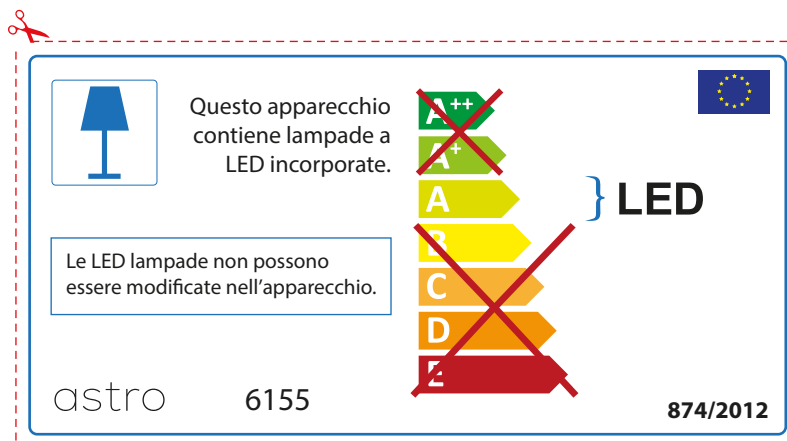 Questo apparecchio
contiene lampade a
LED incorporate.
A++
A+
A
B
C
D
E
LED
Le LED lampade non possono
essere modificate nell'apparecchio.
astro
6155
874/2012